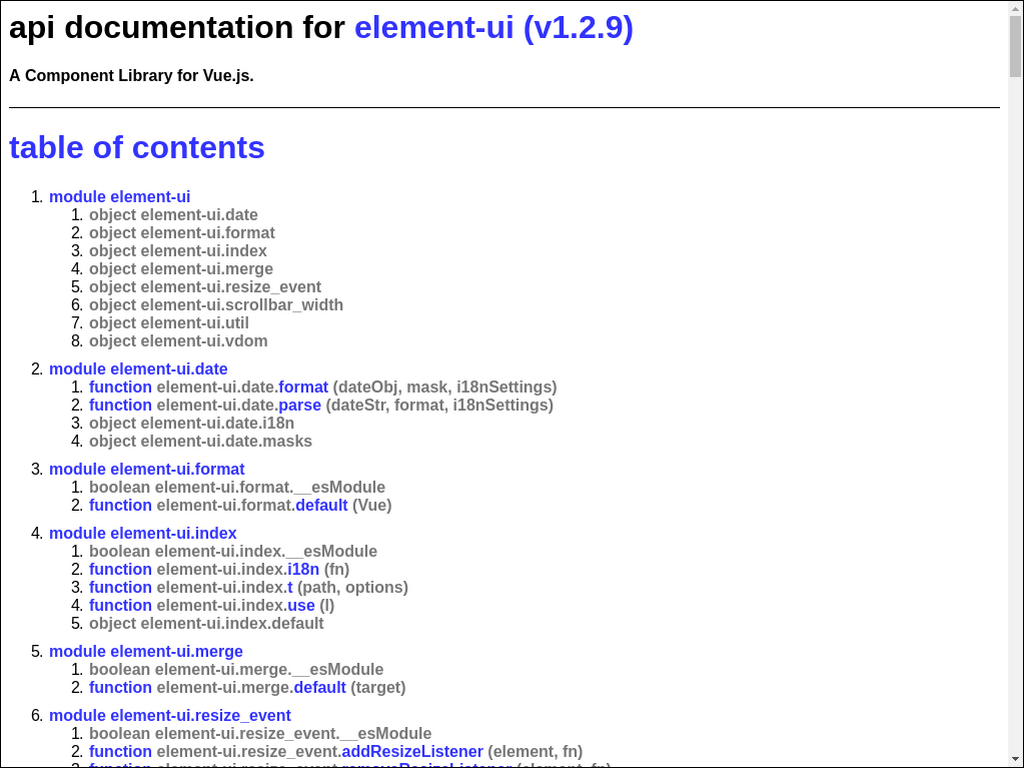 api documentation for element-ui (v1.2.9)
A Component Library for Vue.js.
table of contents
1. module element-ui
1. object element-ui.date
2. object element-ui.format
3. object element-ui.index
4. object element-ui.merge
5. object element-ui.resize_event
6. object element-ui.scrollbar_width
7. object element-ui.util
8. object element-ui.vdom
2. module element-ui.date
1. function element-ui.date.format (dateObj, mask, i18nSettings)
2. function element-ui.date.parse (dateStr, format, i18nSettings)
3. object element-ui.date.i18n
4. object element-ui.date.masks
3. module element-ui.format
1. boolean element-ui.format.__esModule
2. function element-ui.format.default (Vue)
4. module element-ui.index
1. boolean element-ui.index.__esModule
2. function element-ui.index.i18n (fn)
3. function element-ui.index.t (path, options)
4. function element-ui.index.use (l)
5. object element-ui.index.default
5. module element-ui.merge
1. boolean element-ui.merge.__esModule
2. function element-ui.merge.default (target)
6. module element-ui.resize_event
1. boolean element-ui.resize_event.__esModule
2. function element-ui.resize_event.addResizeListener (element, fn)
3. function element-ui.resize_event.removeResizeListener (element, fn)